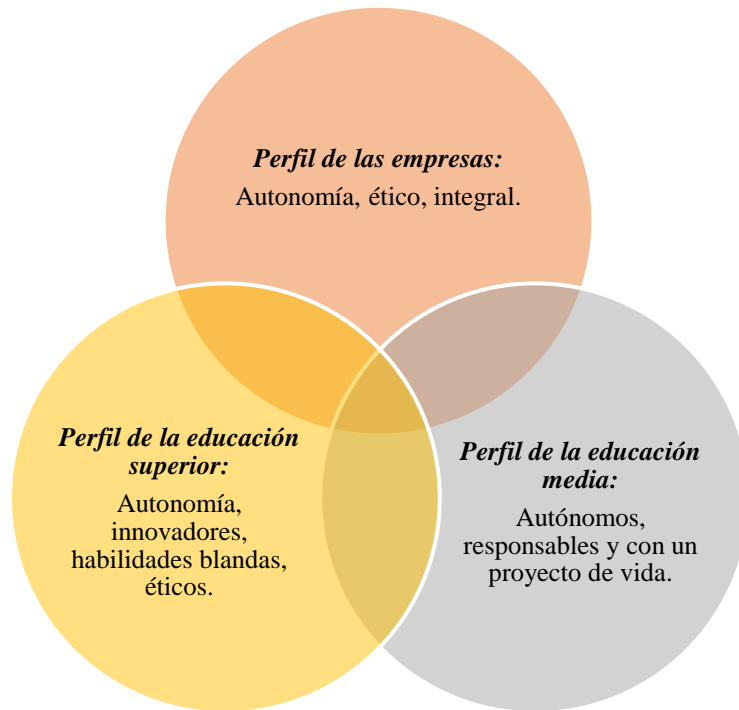 Perfil de las empresas:
Autonomía, ético, integral.
Perfil de la educación
superior:
Autonomía,
innovadores,
habilidades blandas,
éticos.
Perfil de la educación
media:
Autónomos,
responsables y con un
proyecto de vida.